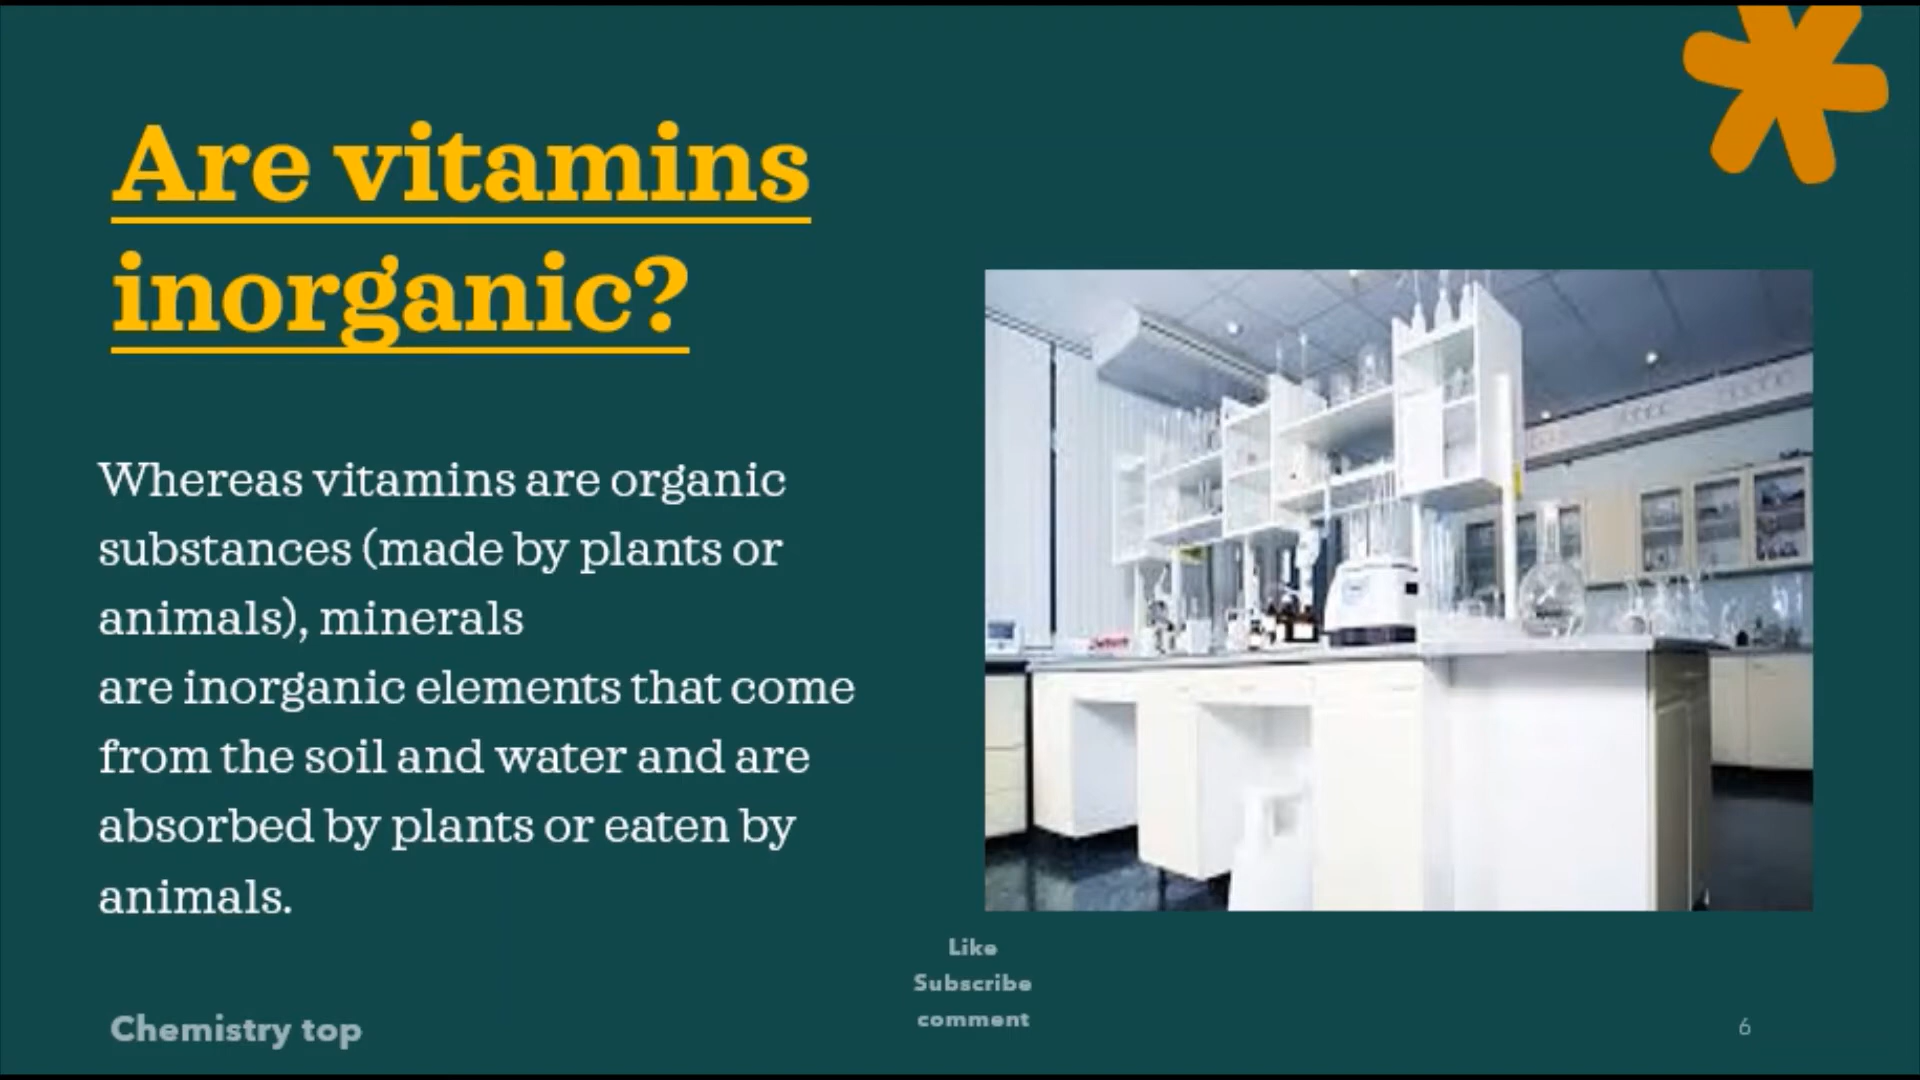 Are vitamins
inorganic?
Whereas vitamins are organic
substances (made by plants or
animals), minerals
are inorganic elements that come
from the soil and water and are
absorbed by plants or eaten by
animals.
Like
Subscribe
comment
Chemistry top
6